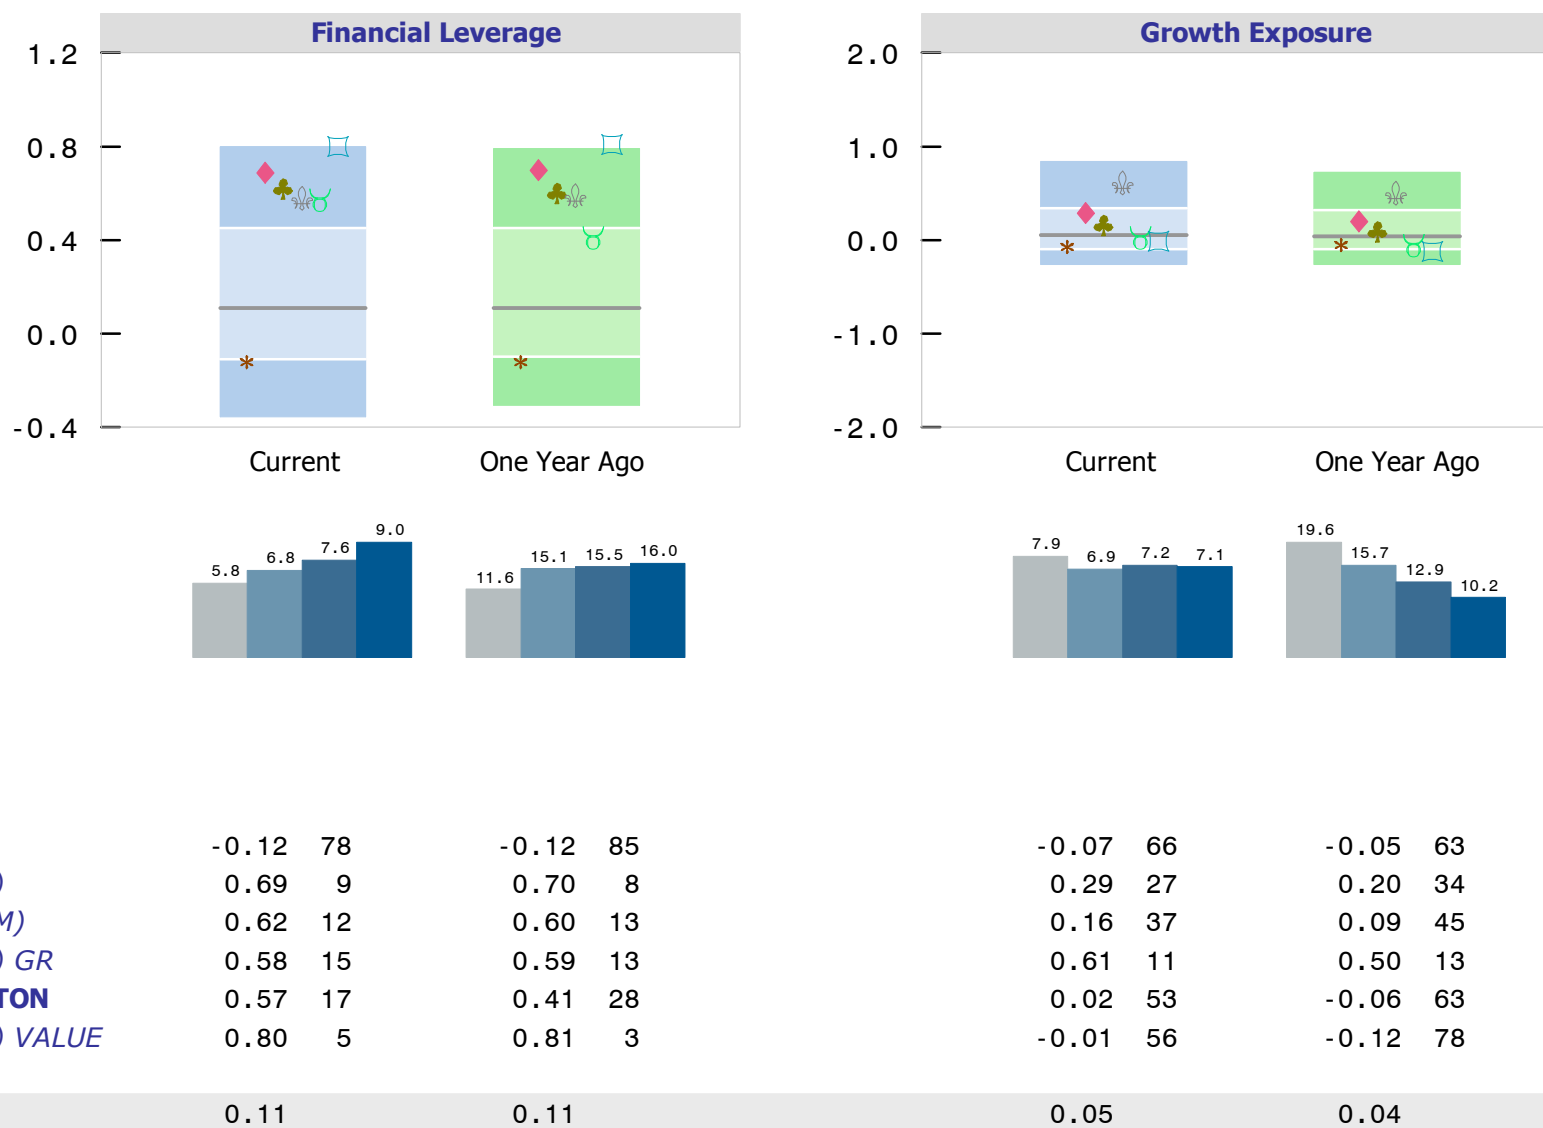 Financial Leverage Growth Exposure
1.2 2.0
0.8 1.0
0.4 0.0
0.0 -1.0
-0.4 -2.0
Current One Year Ago Current One Year Ago
5.8 6.8 7.6 9.0 11.6 15.1 15.5 16.0 7.9 6.9 7.2 7.1 19.6 15.7 12.9 10.2
-0.12 78 -0.12 85 -0.07 66 -0.05 63
) 0.69 9 0.70 8 0.29 27 0.20 34
M) 0.62 12 0.60 13 0.16 37 0.09 45
) GR 0.58 15 0.59 13 0.61 11 0.50 13
TON 0.57 17 0.41 28 0.02 53 -0.06 63
) VALUE 0.80 5 0.81 3 -0.01 56 -0.12 78
0.11 0.11 0.05 0.04